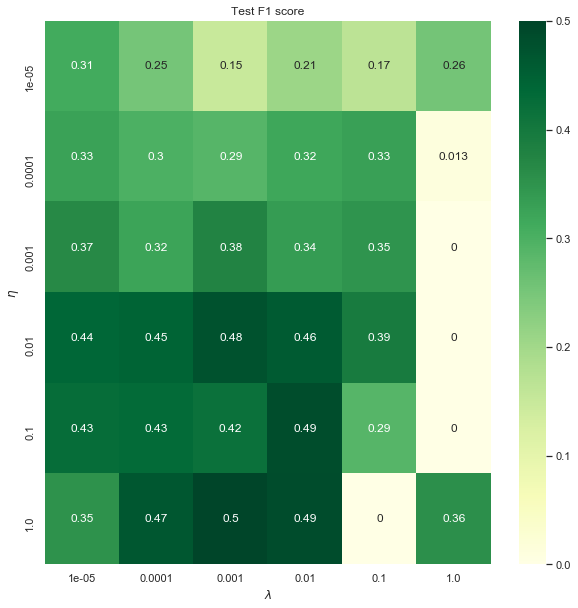 Test F1 score
1e-05 0.31 0.25 0.15 0.21 0.17 0.26
0.0001 0.33 0.3 0.29 0.32 0.33 0.013
0.001 0.37 0.32 0.38 0.34 0.35 0
0.01 0.44 0.45 0.48 0.46 0.39 0
0.1 0.43 0.43 0.42 0.49 0.29 0
1.0 0.35 0.47 0.5 0.49 0 0.36
η
1e-05 0.0001 0.001 0.01 0.1 1.0
λ
0.5
0.4
0.3
0.2
0.1
0.0